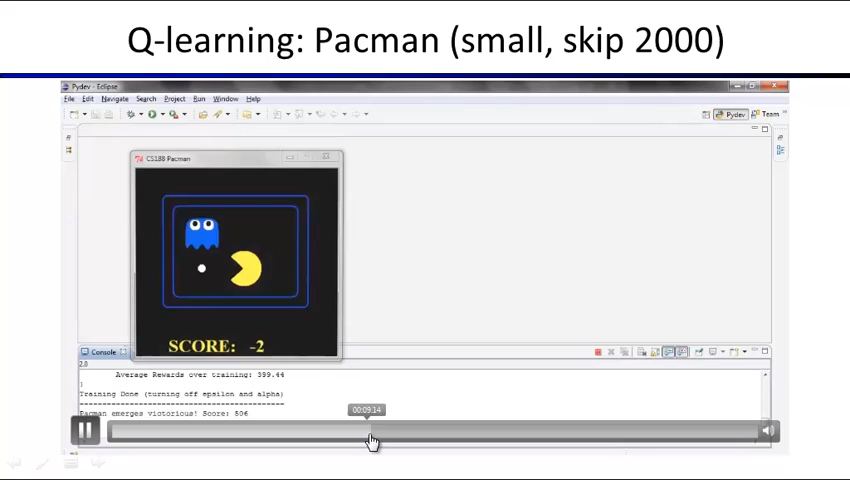 Q-learning: Pacman (small, skip 2000)
Pydev - Eclipse
File Edit Navigate Search Project Run Window Help
Pydev Team
CS188 Pacman
SCORE: -2
Console
2.0
Average Rewards over training: 399.44
)
Training Done (turning off epsilon and alpha)
---------------------------------------------
Pacman emerges victorious! Score: 506
00:09.14